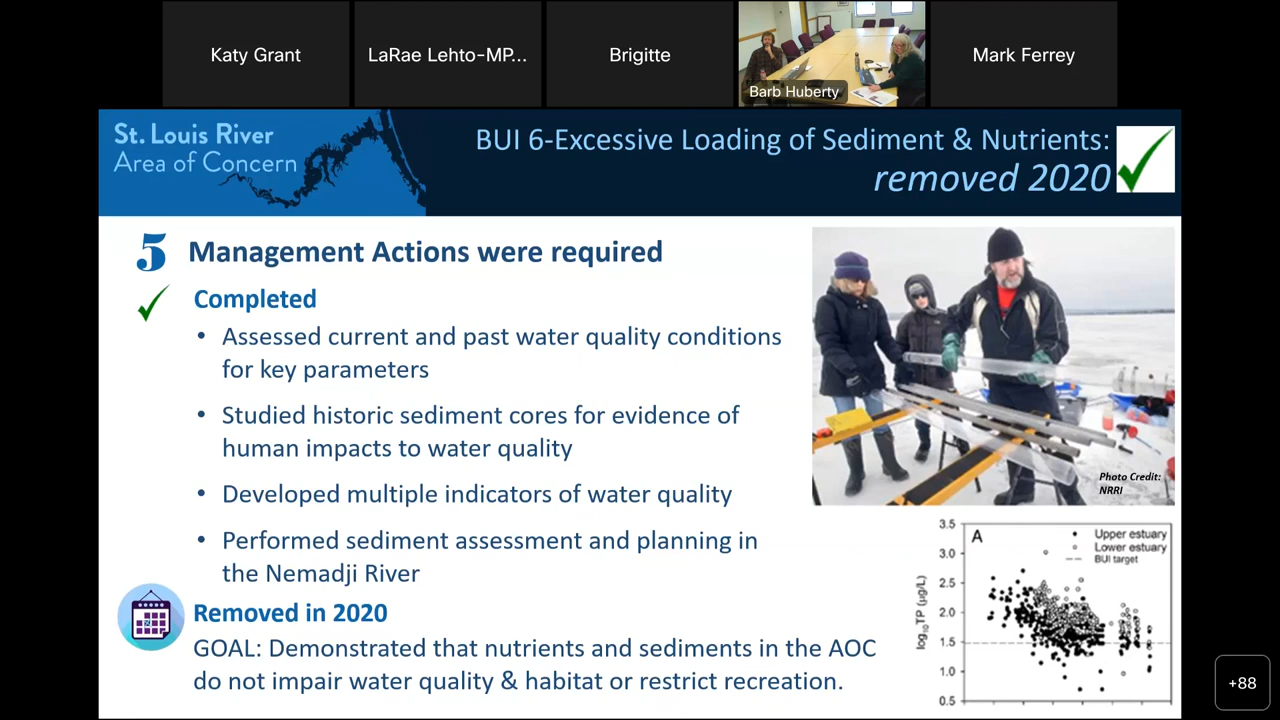 Katy Grant
LaRae Lehto-MP...
Brigitte
Barb Huberty
Mark Ferrey
St. Louis River
Area of Concern
BUI 6-Excessive Loading of Sediment & Nutrients:
removed 2020
5 Management Actions were required
Completed
• Assessed current and past water quality conditions
for key parameters
• Studied historic sediment cores for evidence of
human impacts to water quality
• Developed multiple indicators of water quality
• Performed sediment assessment and planning in
the Nemadji River
Removed in 2020
GOAL: Demonstrated that nutrients and sediments in the AOC
do not impair water quality & habitat or restrict recreation.
Photo Credit:
NRRI
A
Upper estuary
Lower estuary
BUI target
log10TP (µg/L)
3.5
3.0
2.5
2.0
1.5
1.0
0.5
+88